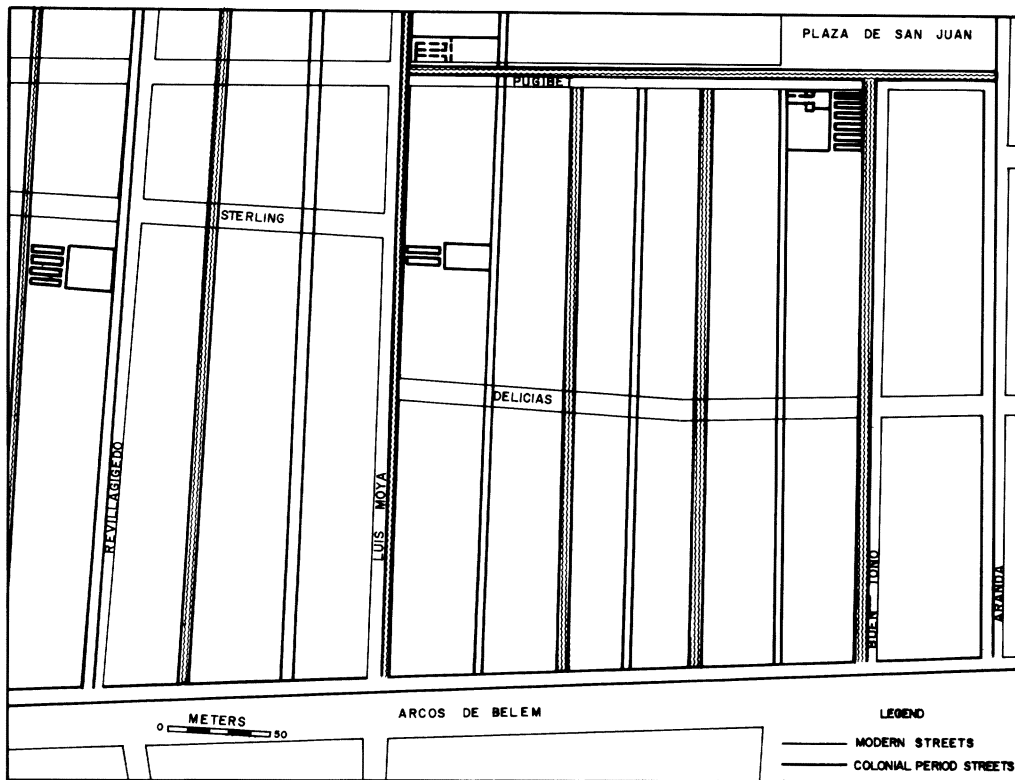 PLAZA DE SAN JUAN
PUGIBET
STERLING
DELICIAS
REVILLAGIGEDO
LUIS MOYA
BUEN TONO
ARANDA
ARCOS DE BELEM
METERS
0 50
LEGEND
MODERN STREETS
COLONIAL PERIOD STREETS